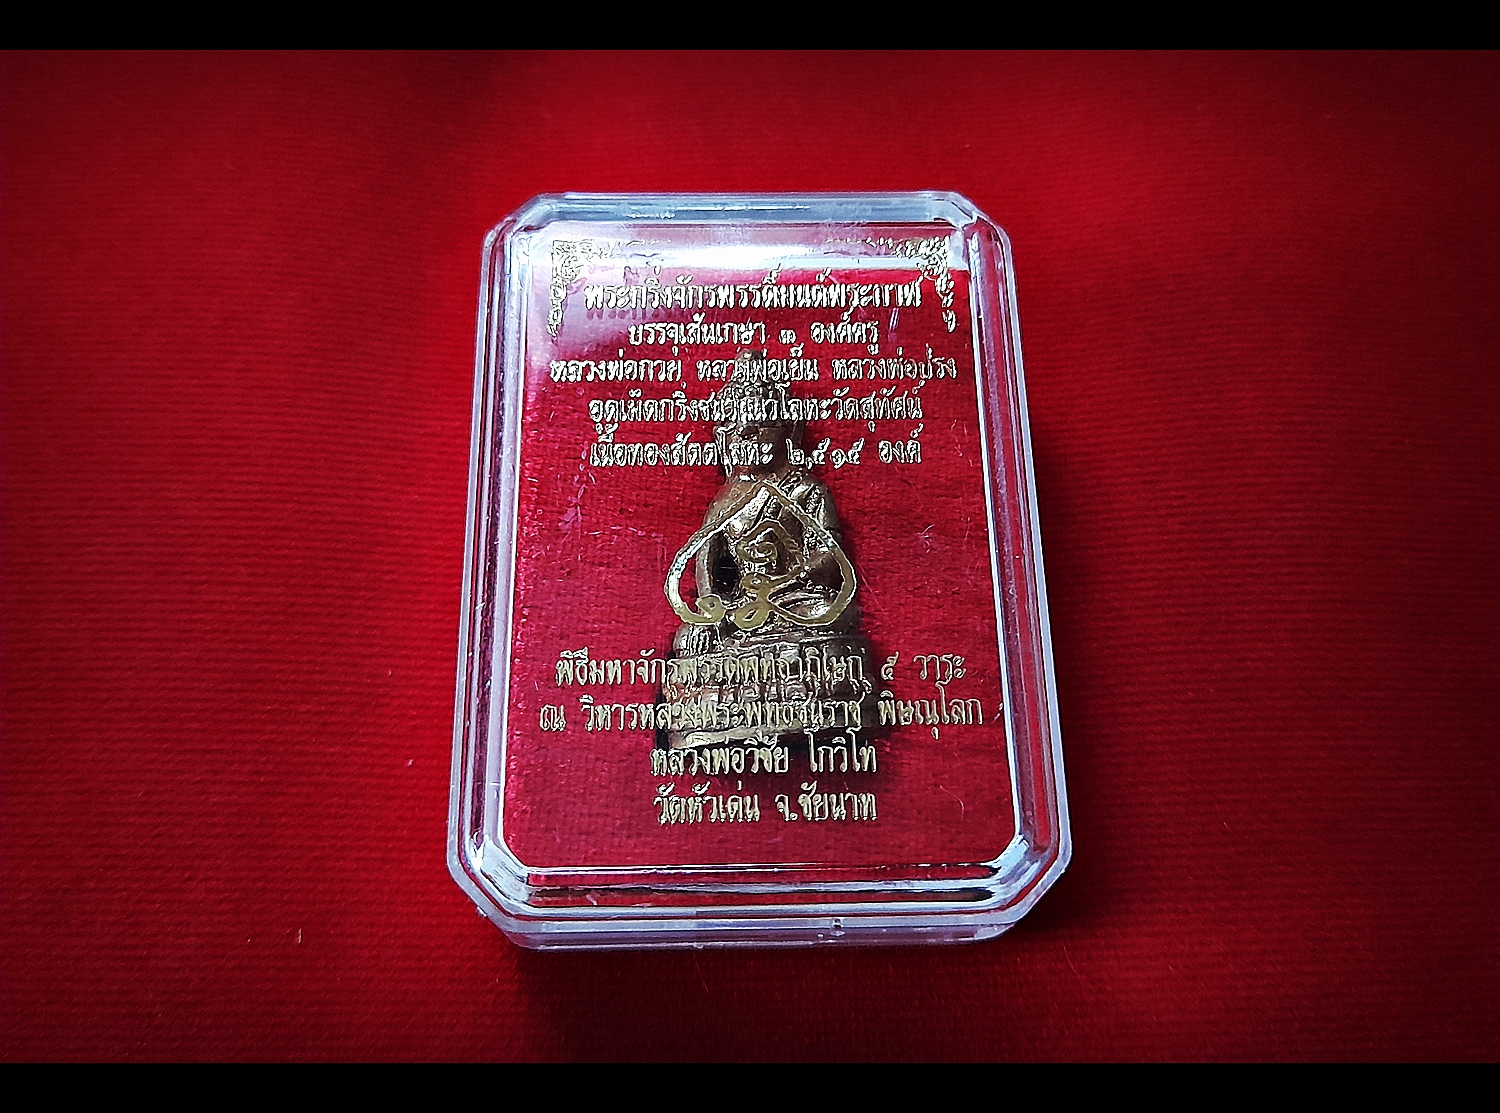 พระกริ่งจักรพรรดิ์มนต์พระกาฬ
บรรจุเส้นเกษา ๓ องค์ครู
หลวงพ่อกวย หลวงพ่อเย็น หลวงพ่อปรง
อุดเม็ดกริ่งชนวนนวโลหะวัดสุทัศน์
เนื้อทองสัตตโลหะ ๒,๕๑๕ องค์
พิธีมหาจักรพรรดิ์พุทธาภิเษก ๕ วาระ
ณ วิหารหลวงพระพุทธชินราช พิษณุโลก
หลวงพ่อวิชัย โกวิโท
วัดหัวเด่น จ.ชัยนาท